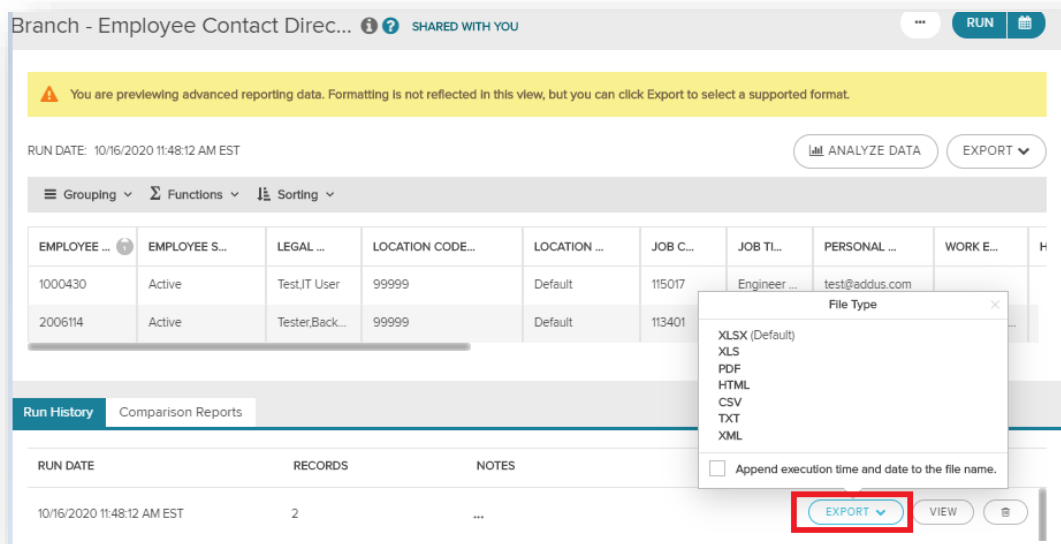 Branch - Employee Contact Direc... SHARED WITH YOU ... RUN
You are previewing advanced reporting data. Formatting is not reflected in this view, but you can click Export to select a supported format.
RUN DATE: 10/16/2020 11:48:12 AM EST ANALYZE DATA EXPORT
Grouping Σ Functions Sorting
EMPLOYEE ... EMPLOYEE S... LEGAL ... LOCATION CODE... LOCATION ... JOB C... JOB TI... PERSONAL ... WORK E... H
1000430 Active Test,IT User 99999 Default 115017 Engineer ... test@addus.com
2006114 Active Tester,Back... 99999 Default 113401 ...
File Type
XLSX (Default)
XLS
PDF
HTML
CSV
TXT
XML
Append execution time and date to the file name.
Run History Comparison Reports
RUN DATE RECORDS NOTES
10/16/2020 11:48:12 AM EST 2 ... EXPORT VIEW